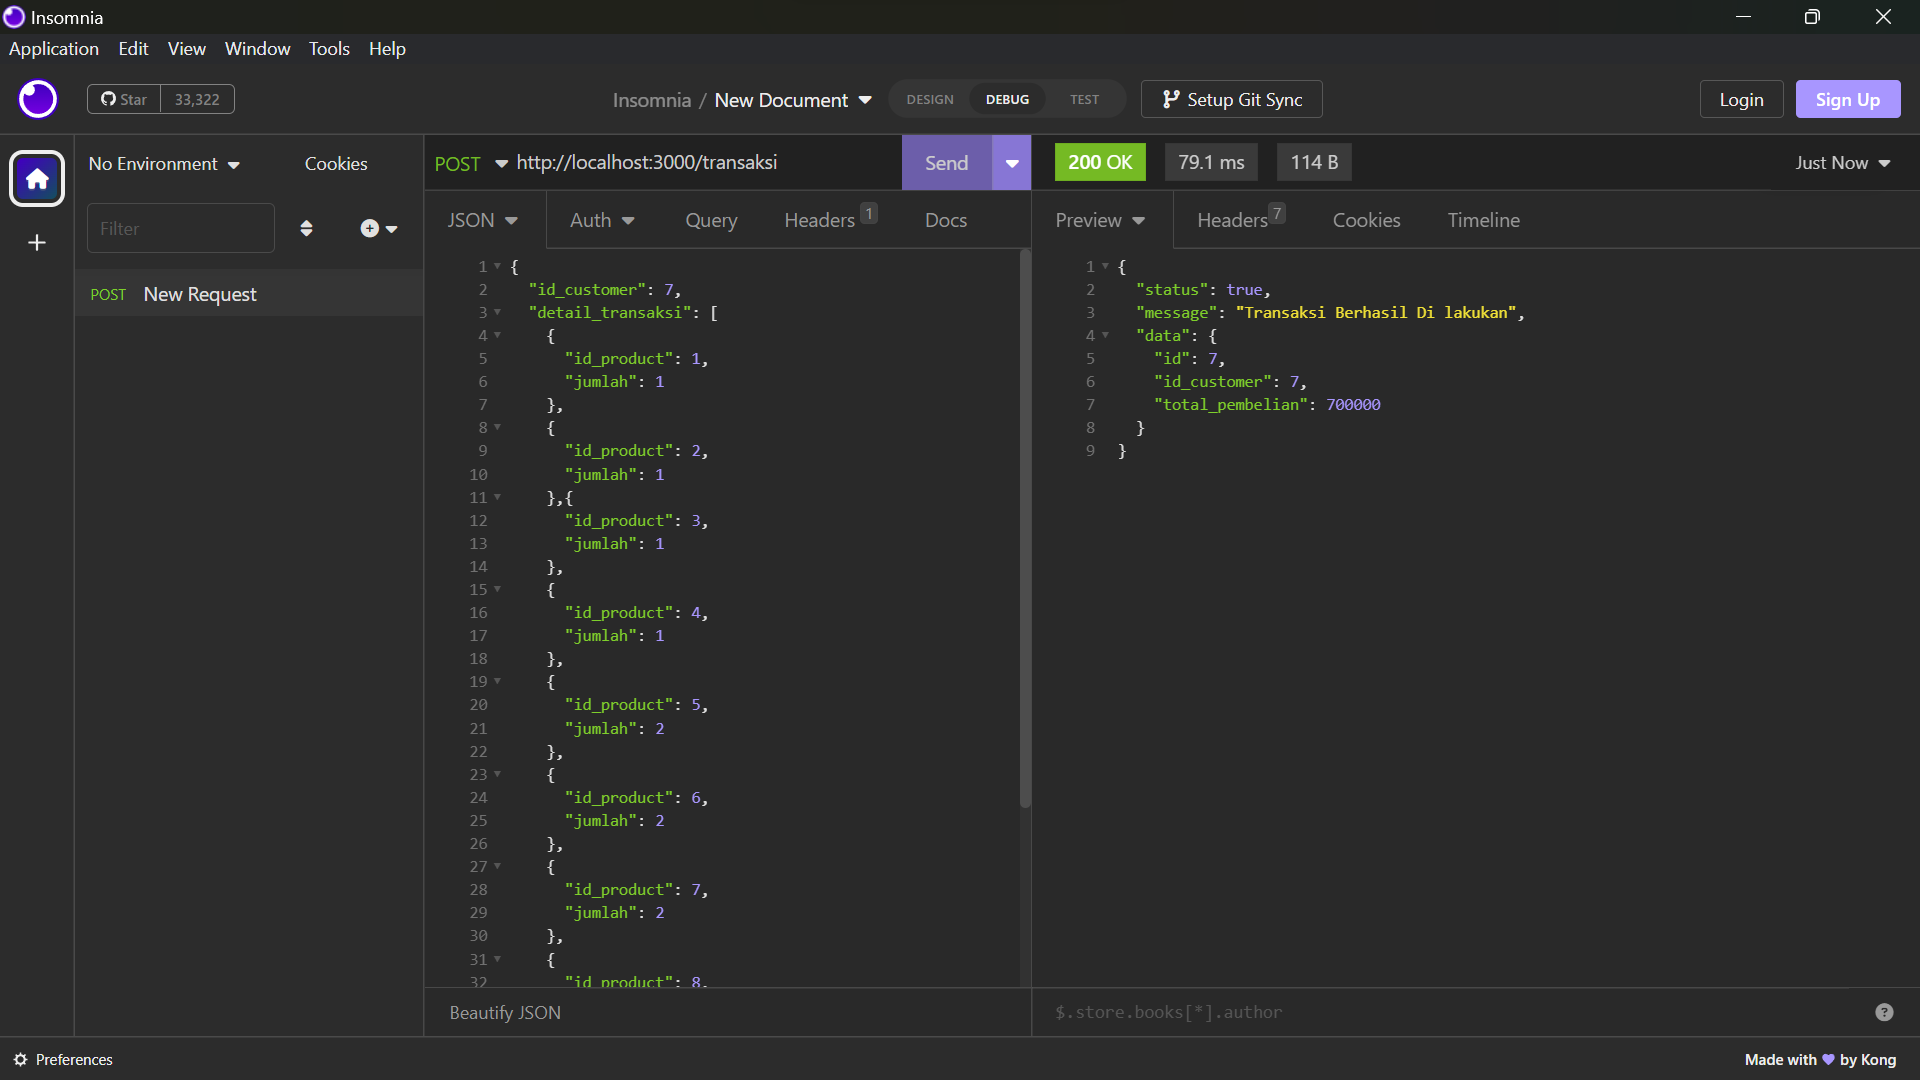 Insomnia
Application Edit View Window Tools Help
Star 33,322
Insomnia / New Document
DESIGN DEBUG TEST
Setup Git Sync
Login
Sign Up
No Environment
Cookies
Filter
POST New Request
POST http://localhost:3000/transaksi
Send
JSON Auth Query Headers 1 Docs
1 {
2 "id_customer": 7,
3 "detail_transaksi": [
4 {
5 "id_product": 1,
6 "jumlah": 1
7 },
8 {
9 "id_product": 2,
10 "jumlah": 1
11 },{
12 "id_product": 3,
13 "jumlah": 1
14 },
15 {
16 "id_product": 4,
17 "jumlah": 1
18 },
19 {
20 "id_product": 5,
21 "jumlah": 2
22 },
23 {
24 "id_product": 6,
25 "jumlah": 2
26 },
27 {
28 "id_product": 7,
29 "jumlah": 2
30 },
31 {
32 "id_product": 8,
Beautify JSON
200 OK 79.1 ms 114 B
Just Now
Preview Headers 7 Cookies Timeline
1 {
2 "status": true,
3 "message": "Transaksi Berhasil Di lakukan",
4 "data": {
5 "id": 7,
6 "id_customer": 7,
7 "total_pembelian": 700000
8 }
9 }
$.store.books[*].author
?
Preferences
Made with 💜 by Kong